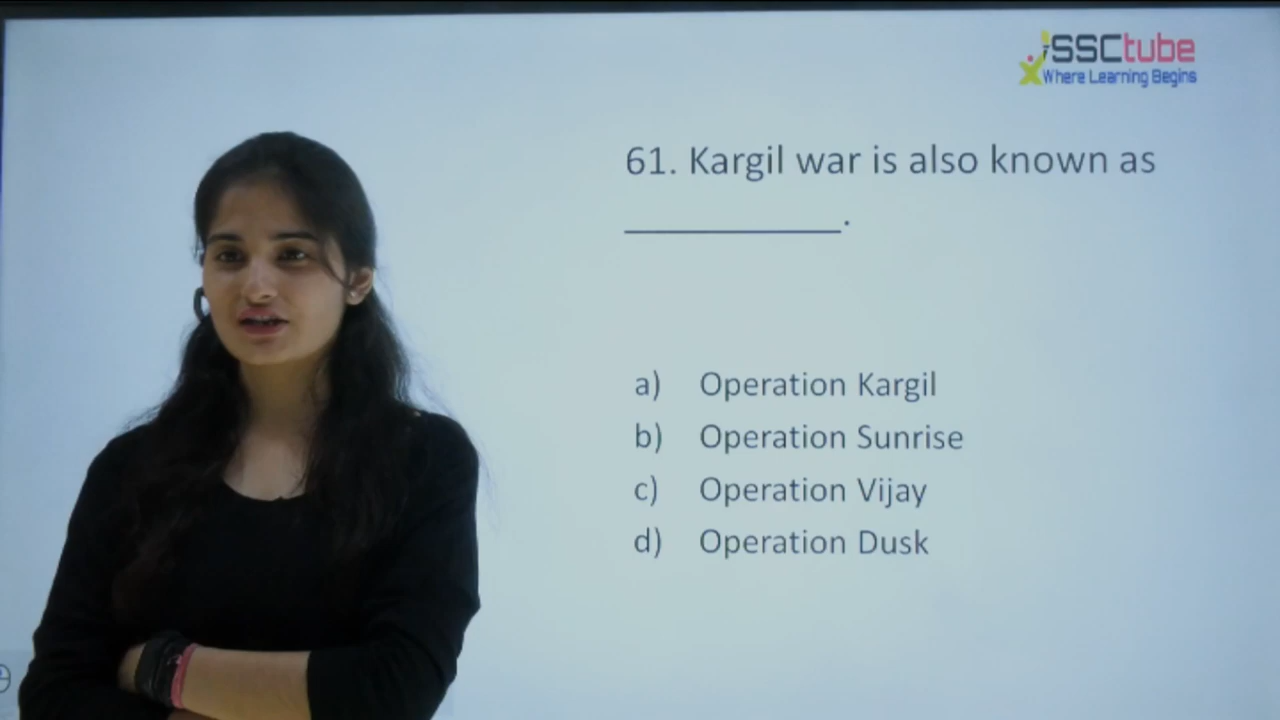 SSCtube
Where Learning Begins
61. Kargil war is also known as
____________.
a) Operation Kargil
b) Operation Sunrise
c) Operation Vijay
d) Operation Dusk